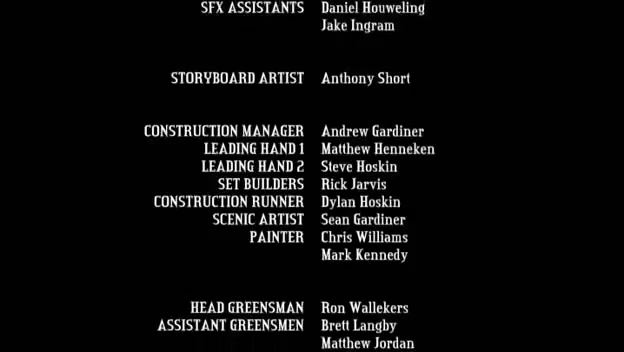 SFX ASSISTANTS Daniel Houweling
Jake Ingram
STORYBOARD ARTIST Anthony Short
CONSTRUCTION MANAGER Andrew Gardiner
LEADING HAND 1 Matthew Henneken
LEADING HAND 2 Steve Hoskin
SET BUILDERS Rick Jarvis
CONSTRUCTION RUNNER Dylan Hoskin
SCENIC ARTIST Sean Gardiner
PAINTER Chris Williams
Mark Kennedy
HEAD GREENSMAN Ron Wallekers
ASSISTANT GREENSMEN Brett Langby
Matthew Jordan